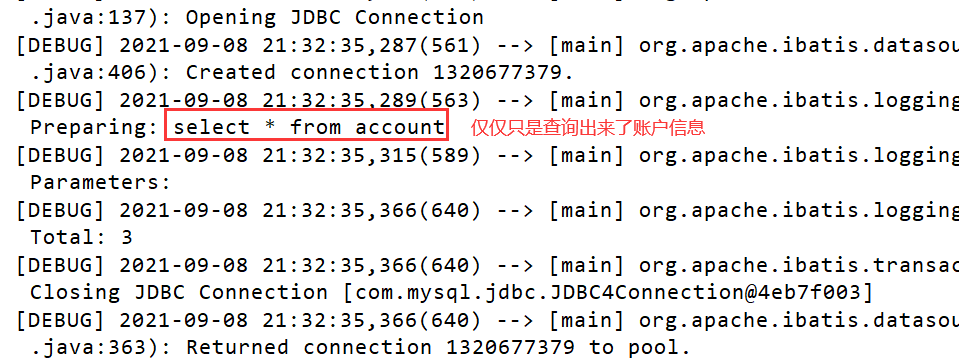 .java:137): Opening JDBC Connection
[DEBUG] 2021-09-08 21:32:35,287(561) --> [main] org.apache.ibatis.datasou
.java:406): Created connection 1320677379.
[DEBUG] 2021-09-08 21:32:35,289(563) --> [main] org.apache.ibatis.logging
Preparing: select * from account 仅仅只是查询出来了账户信息
[DEBUG] 2021-09-08 21:32:35,315(589) --> [main] org.apache.ibatis.logging
Parameters:
[DEBUG] 2021-09-08 21:32:35,366(640) --> [main] org.apache.ibatis.logging
Total: 3
[DEBUG] 2021-09-08 21:32:35,366(640) --> [main] org.apache.ibatis.transac
Closing JDBC Connection [com.mysql.jdbc.JDBC4Connection@4eb7f003]
[DEBUG] 2021-09-08 21:32:35,366(640) --> [main] org.apache.ibatis.datasou
.java:363): Returned connection 1320677379 to pool.